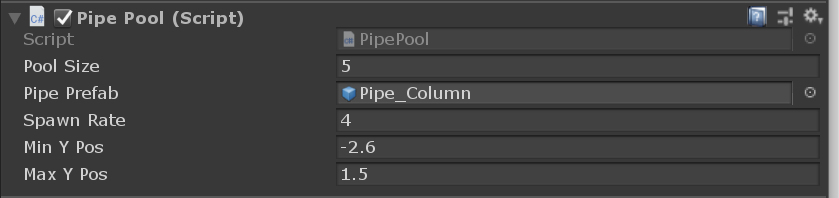 Pipe Pool (Script)
Script PipePool
Pool Size 5
Pipe Prefab Pipe_Column
Spawn Rate 4
Min Y Pos -2.6
Max Y Pos 1.5